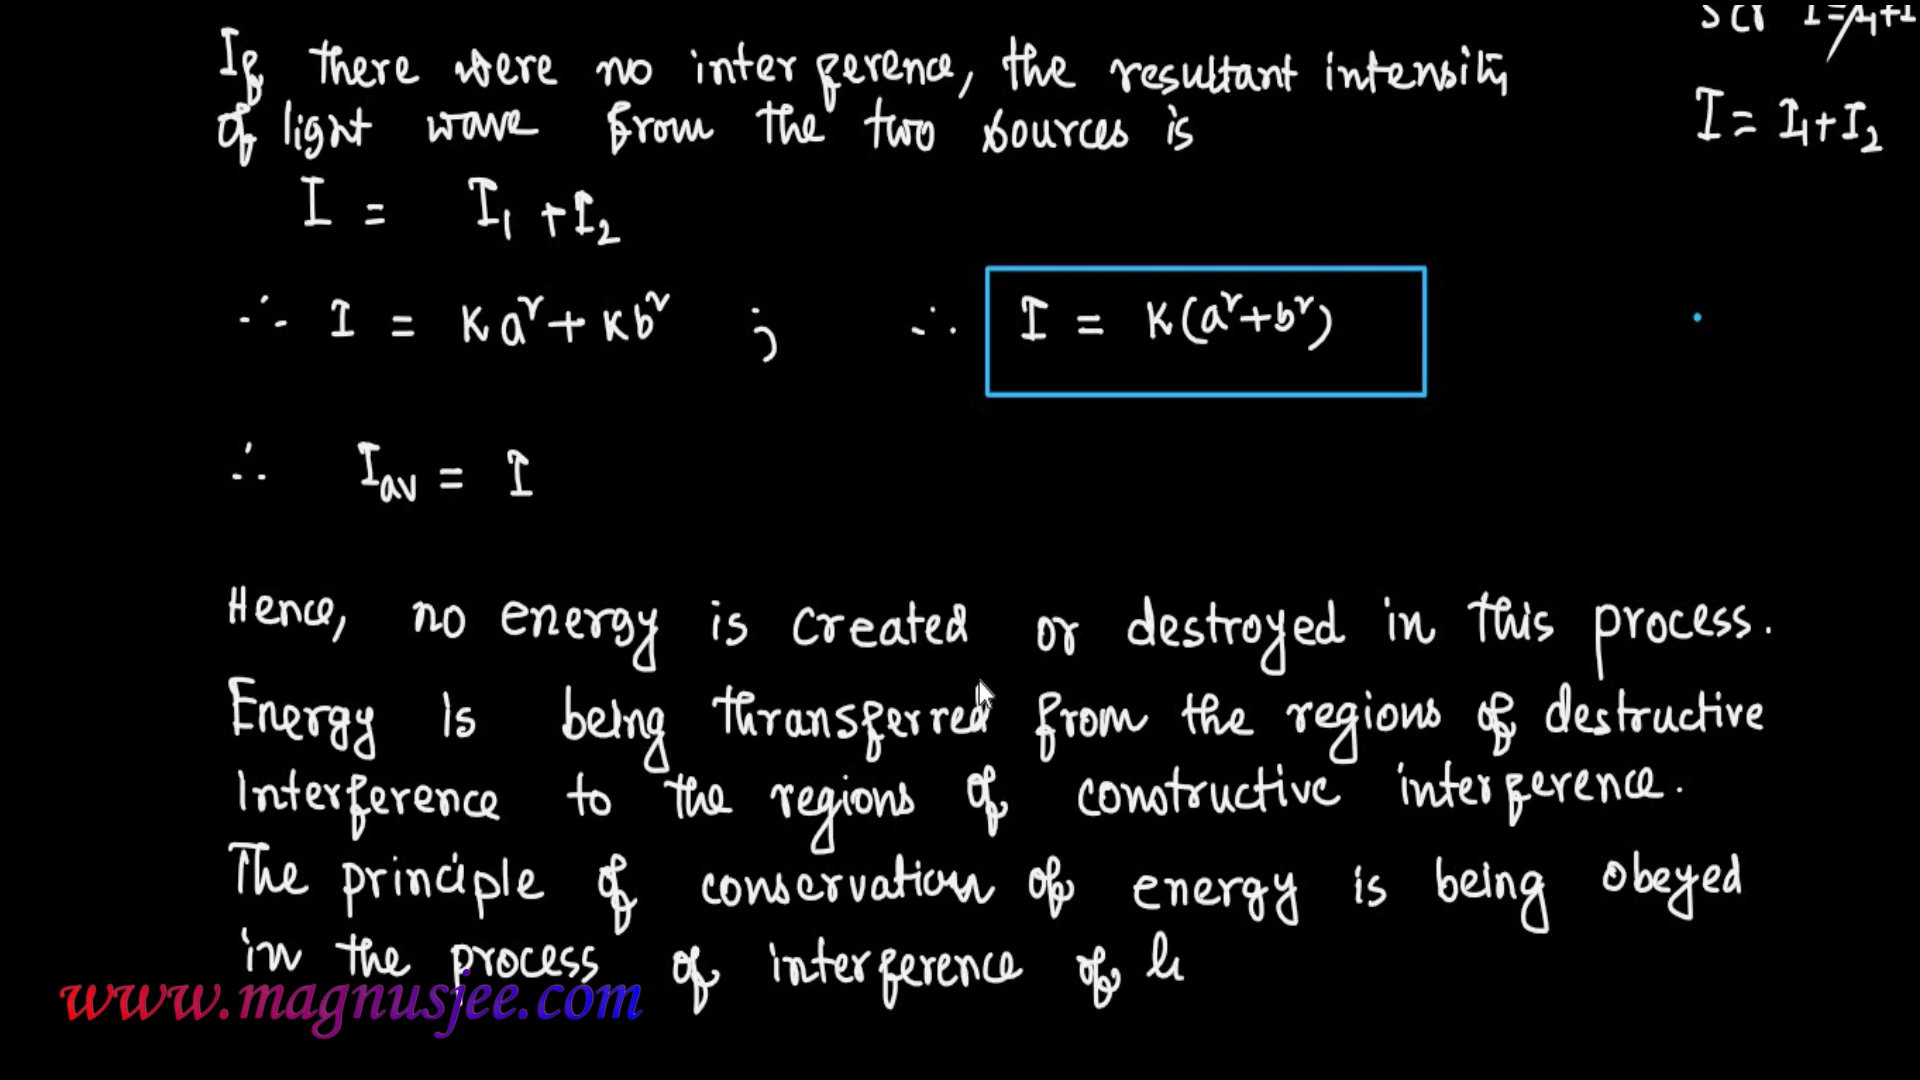 If there were no interference, the resultant intensity
I = I₁+I₂
of light wave from the two sources is
I = I₁ + I₂
∴ I = Ka² + Kb² ; ∴ I = K(a²+b²)
∴ Iav = I
Hence, no energy is created or destroyed in this process.
Energy is being thransferred from the regions of destructive
Interference to the regions of constructive interference.
The principle of conservation of energy is being obeyed
in the process of interference of li
www.magnusjee.com